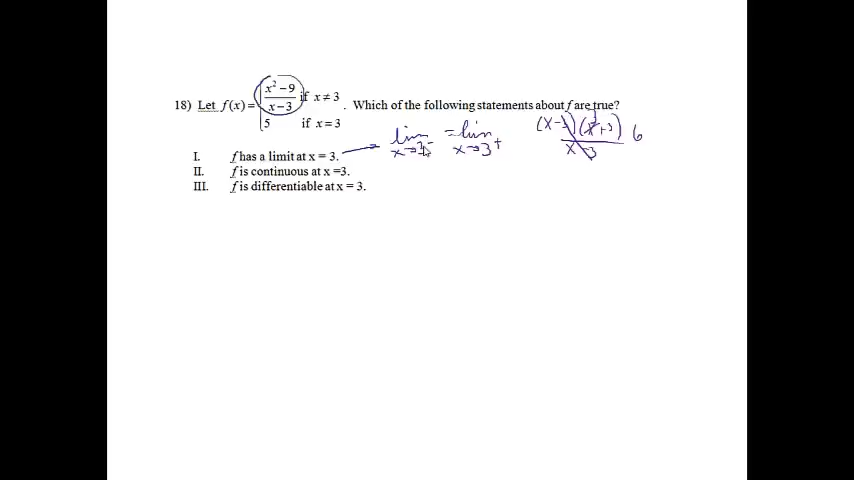 18) Let f(x) = { x² − 9 / x − 3 if x ≠ 3 . Which of the following statements about f are true?
5 if x = 3
(x − 3)(x + 3) / x − 3 6
lim x→3⁻ = lim x→3⁺
I. f has a limit at x = 3.
II. f is continuous at x =3.
III. f is differentiable at x = 3.